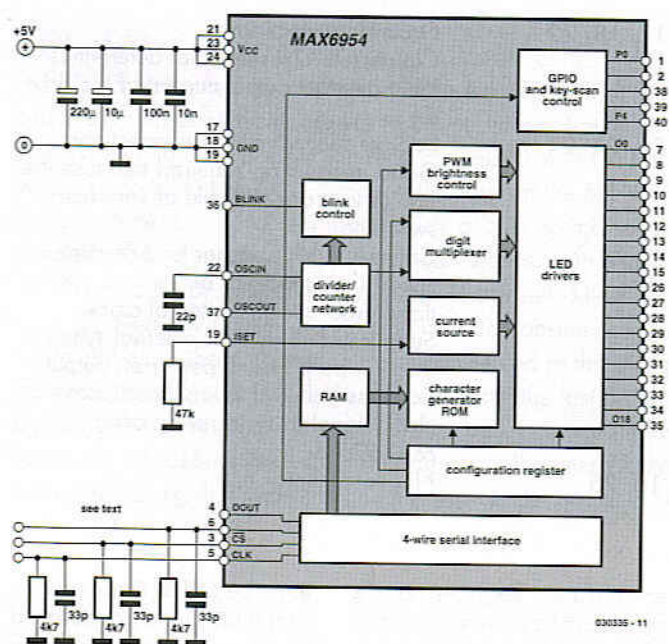 MAX6954
+5V
21
23
24
VCC
220µ
10µ
100n
10n
0
17
18
19
GND
36
BLINK
22
OSCIN
22p
37
OSCOUT
19
ISET
47k
blink
control
divider/
counter
network
RAM
GPIO
and key-scan
control
PWM
brightness
control
digit
multiplexer
current
source
character
generator
ROM
LED
drivers
configuration register
4-wire serial interface
P0
P4
O0
O18
1
2
38
39
40
7
8
9
10
11
12
13
14
15
26
27
28
29
30
31
32
33
34
35
see text
4
DOUT
6
3
CS
5
CLK
4k7
33p
4k7
33p
4k7
33p
030335 - 11